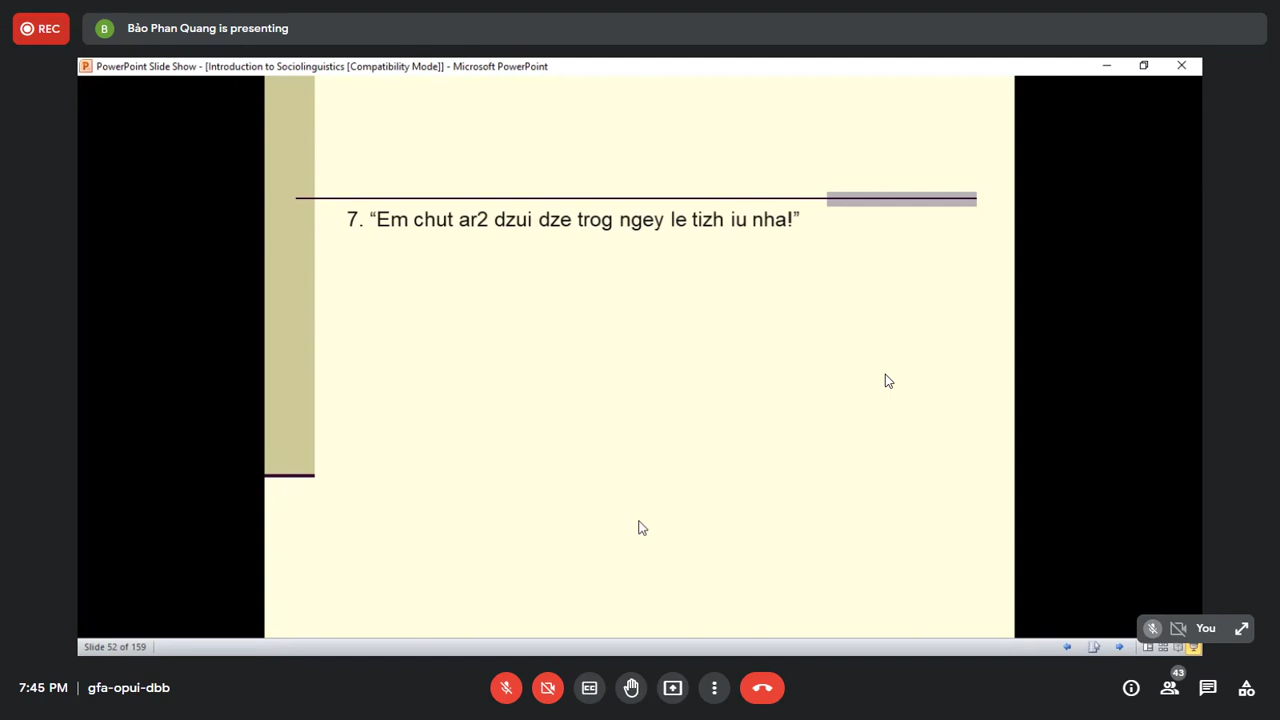 REC
B
Bảo Phan Quang is presenting
PowerPoint Slide Show - [Introduction to Sociolinguistics [Compatibility Mode]] - Microsoft PowerPoint
7. “Em chut ar2 dzui dze trog ngey le tizh iu nha!”
You
Slide 52 of 159
7:45 PM | gfa-opui-dbb
43